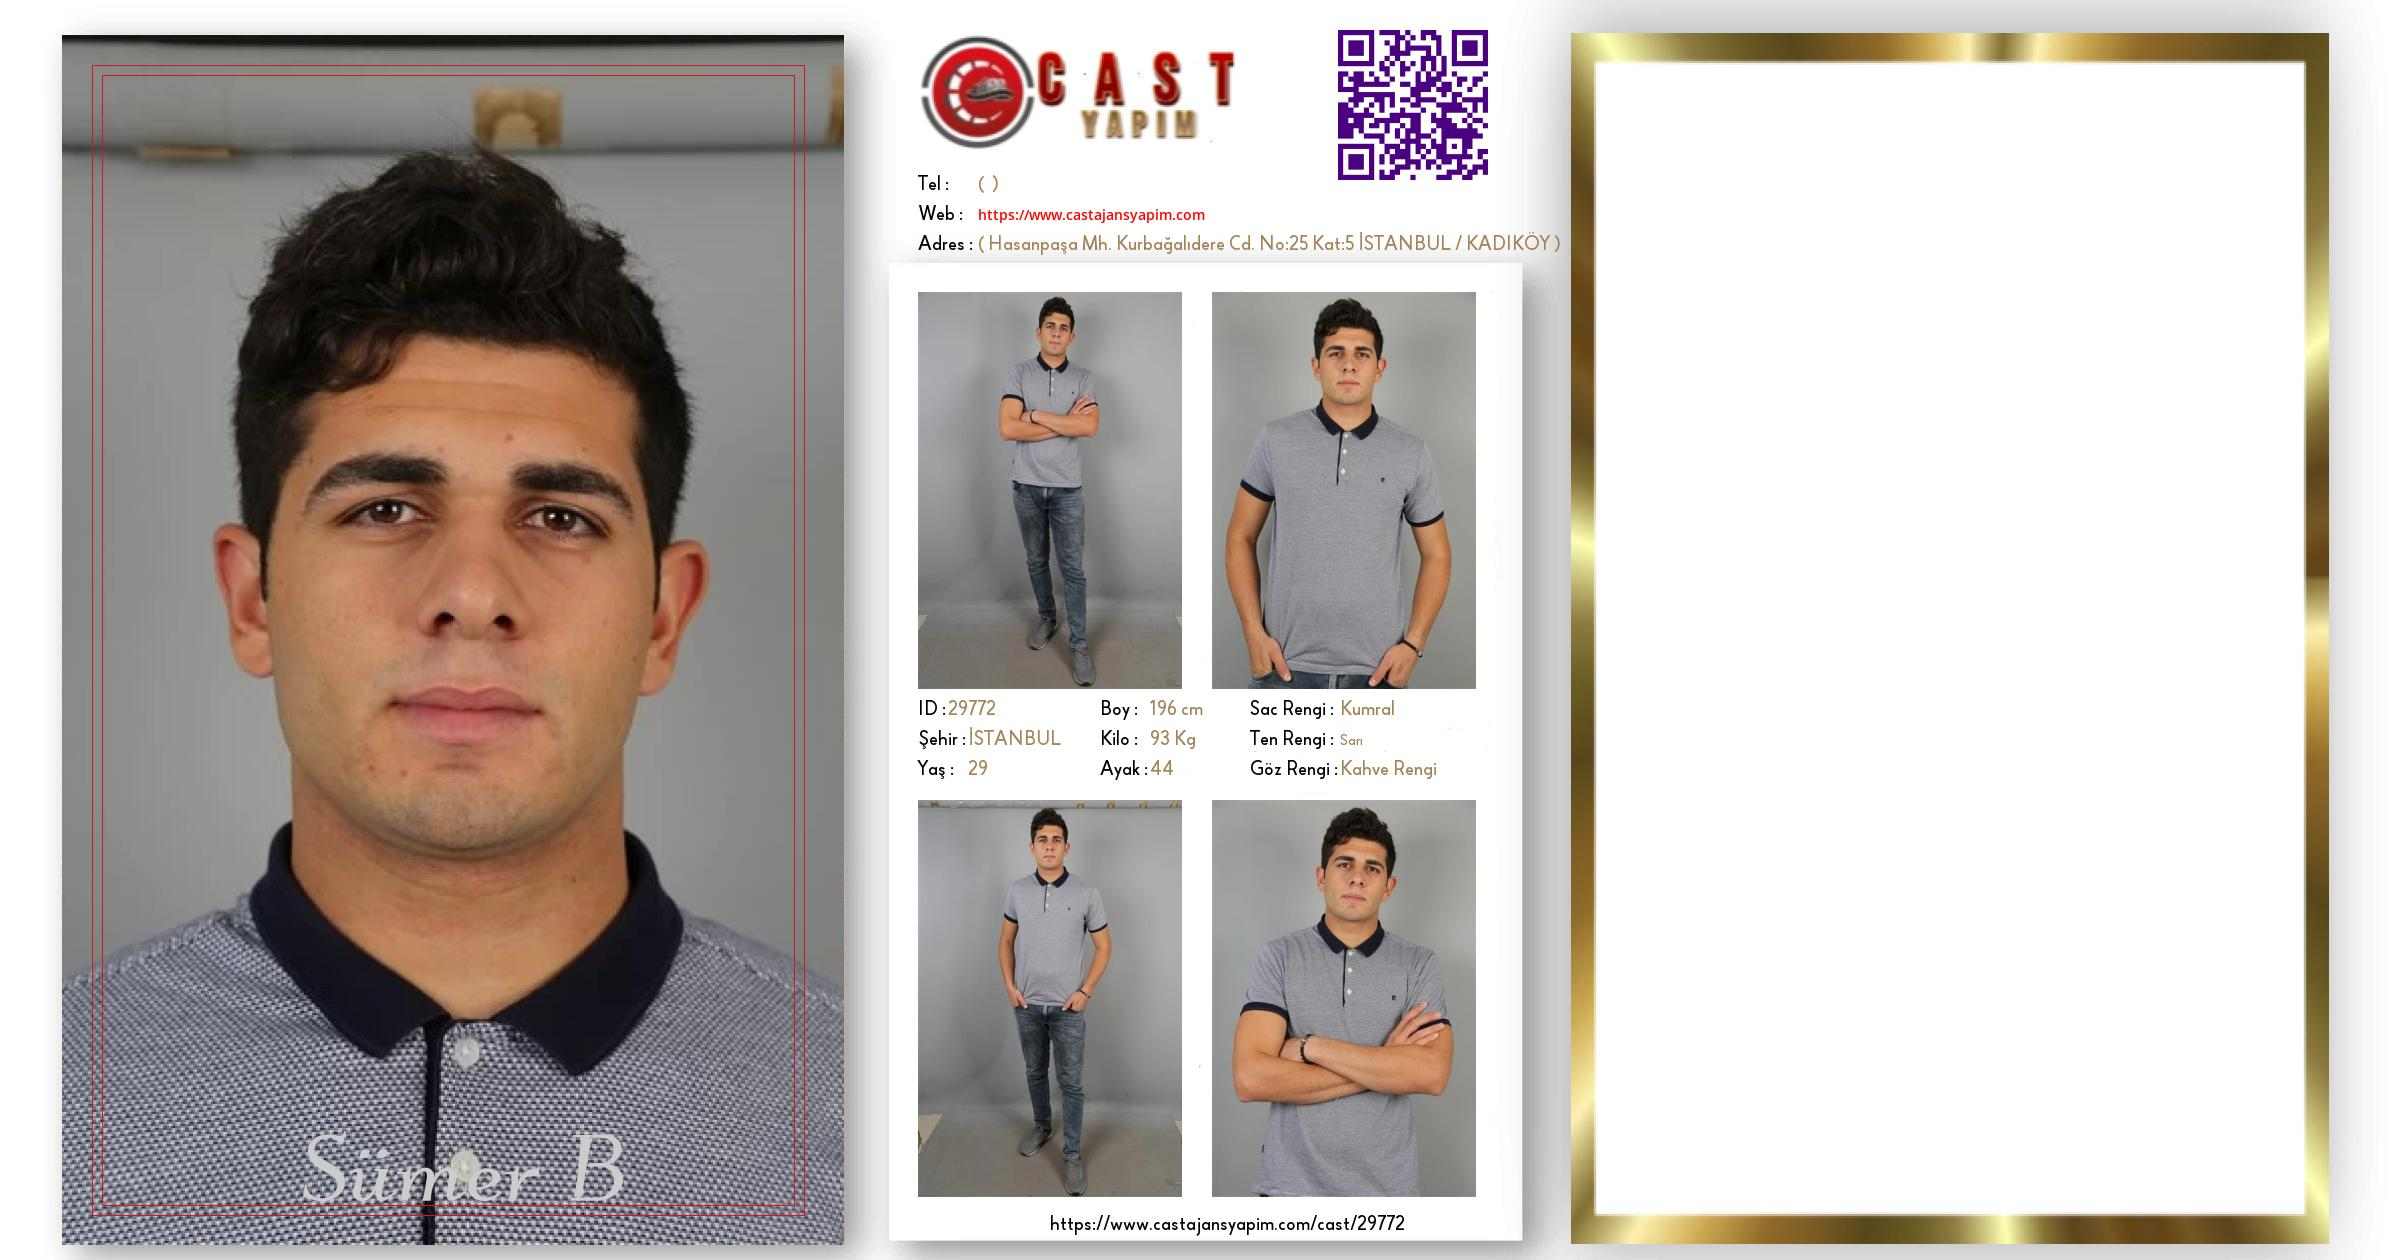 Sümer B
CAST
YAPIM
Tel : ( )
Web : https://www.castajansyapim.com
Adres : ( Hasanpaşa Mh. Kurbağalıdere Cd. No:25 Kat:5 İSTANBUL / KADIKÖY )
ID : 29772 Boy : 196 cm Sac Rengi : Kumral
Şehir : İSTANBUL Kilo : 93 Kg Ten Rengi : Sarı
Yaş : 29 Ayak : 44 Göz Rengi : Kahve Rengi
https://www.castajansyapim.com/cast/29772